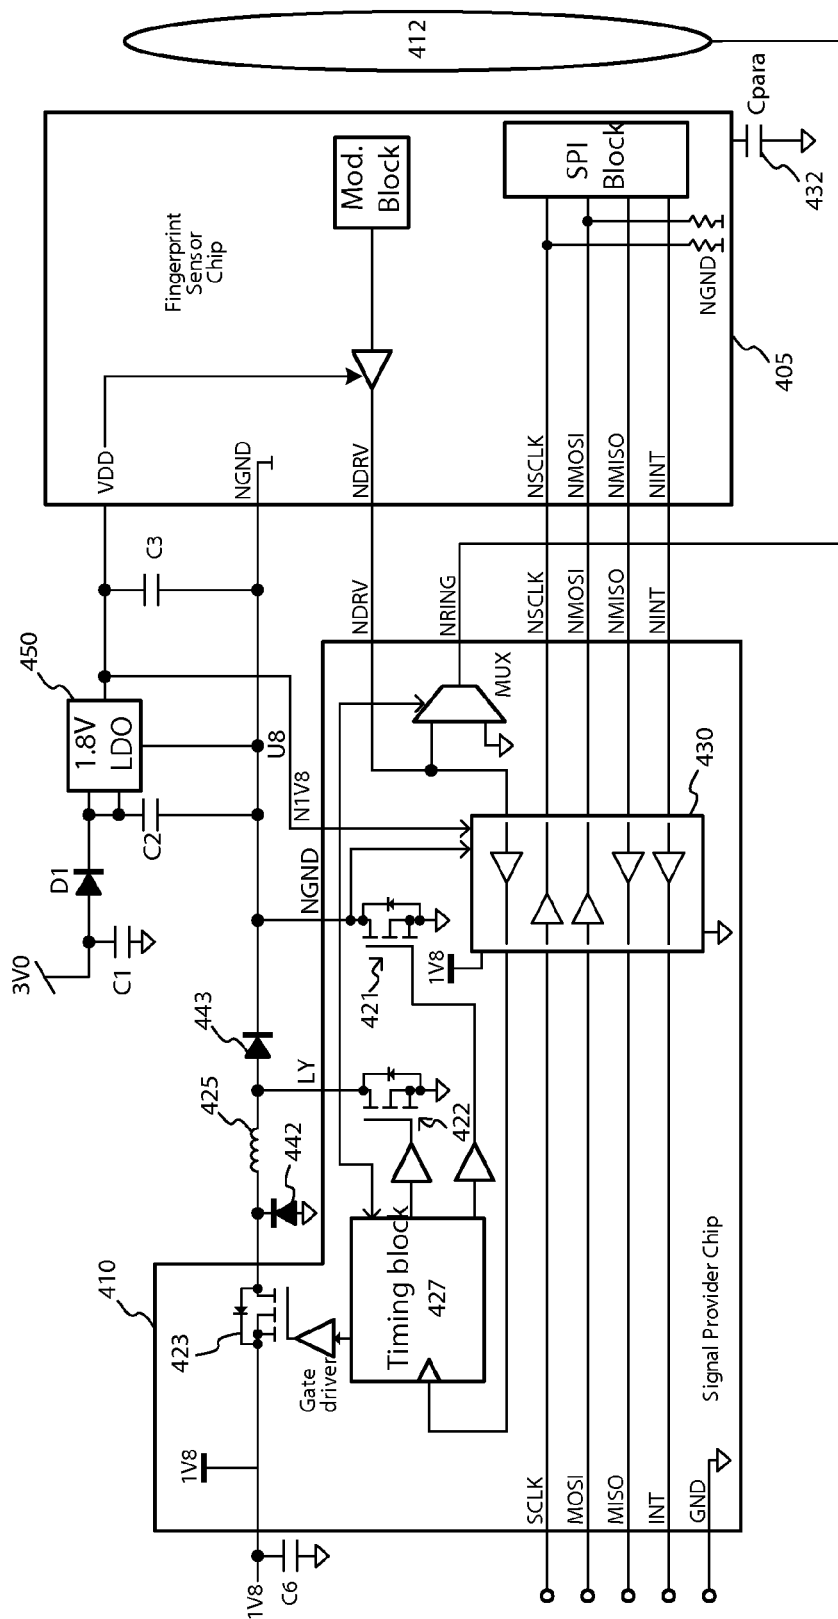 412
Fingerprint
Sensor
Chip
Mod.
Block
SPI
Block
NGND
Cpara
432
405
VDD
NGND
NDRV
NSCLK
NMOSI
NMISO
NINT
C3
450
1.8V
LDO
U8
N1V8
C2
D1
3V0
C1
NDRV
NRING
NSCLK
NMOSI
NMISO
NINT
MUX
430
NGND
421
1V8
443
425
442
LY
422
410
423
Gate
driver
Timing block
427
Signal Provider Chip
1V8
1V8
C6
SCLK
MOSI
MISO
INT
GND